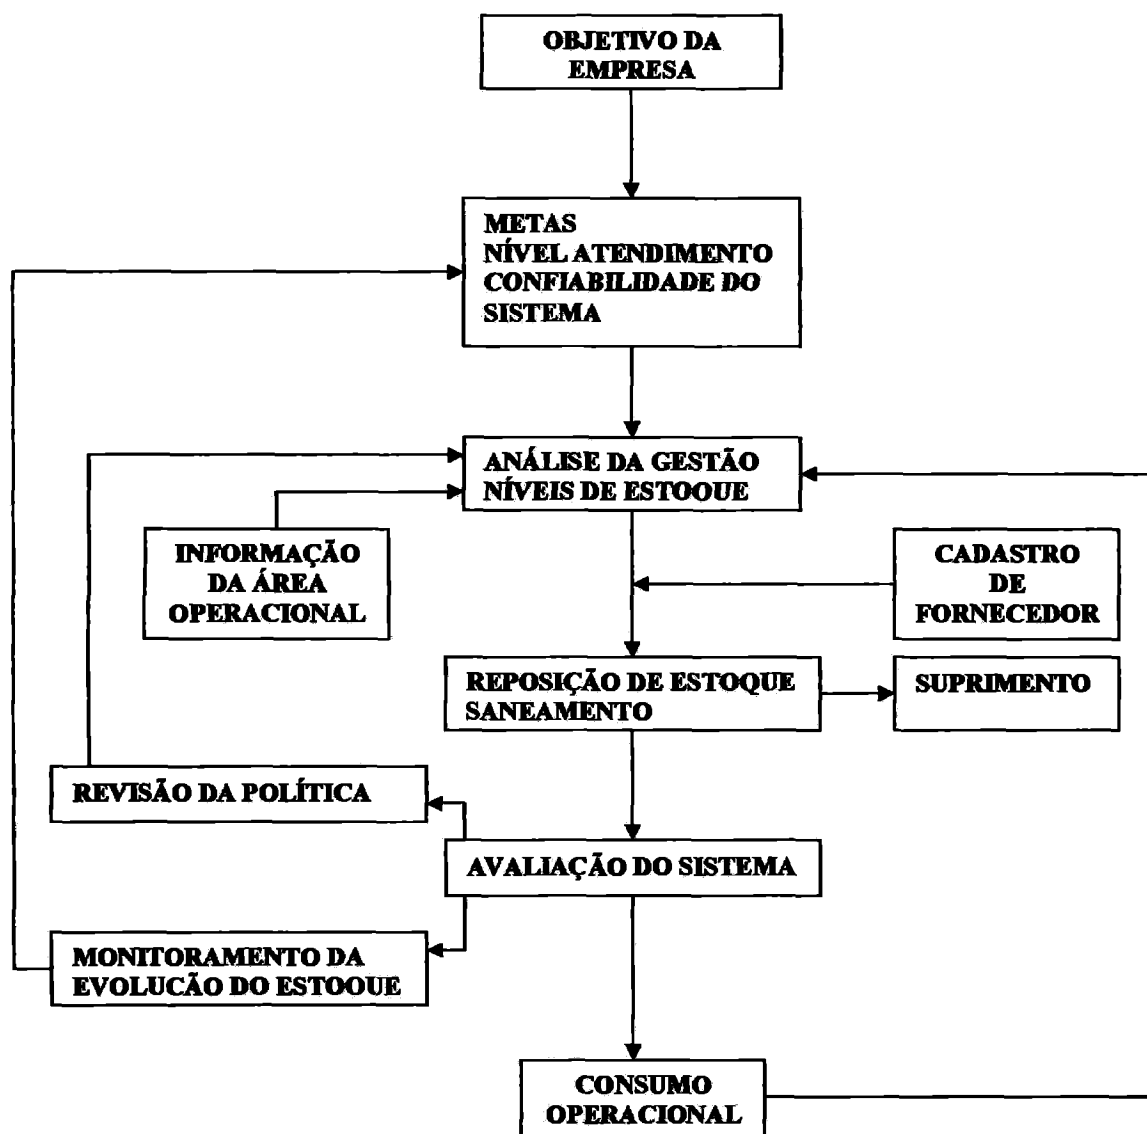 OBJETIVO DA
EMPRESA
METAS
NÍVEL ATENDIMENTO
CONFIABILIDADE DO
SISTEMA
ANÁLISE DA GESTÃO
NÍVEIS DE ESTOQUE
INFORMAÇÃO
DA ÁREA
OPERACIONAL
CADASTRO
DE
FORNECEDOR
REPOSIÇÃO DE ESTOQUE
SANEAMENTO
SUPRIMENTO
REVISÃO DA POLÍTICA
AVALIAÇÃO DO SISTEMA
MONITORAMENTO DA
EVOLUCÃO DO ESTOOUE
CONSUMO
OPERACIONAL